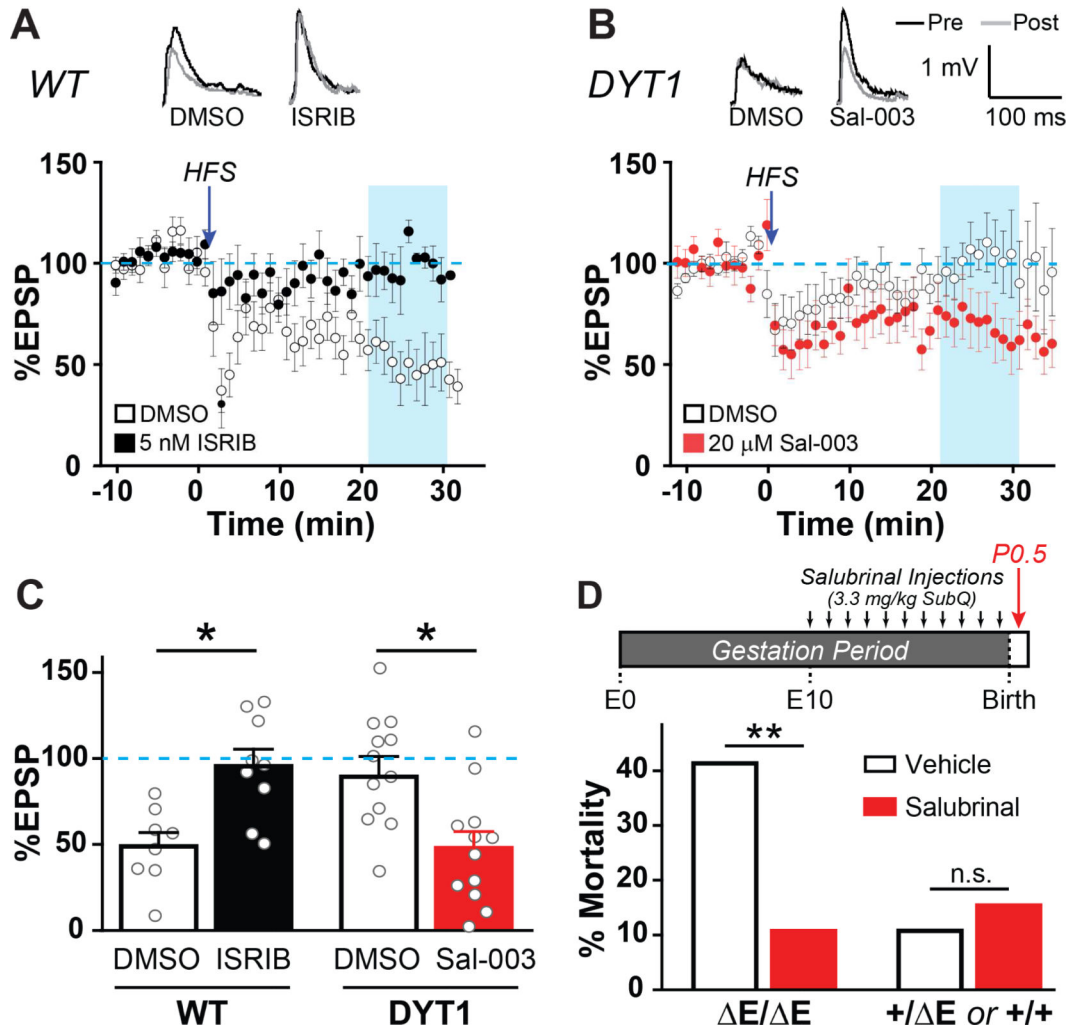 A
WT
DMSO
ISRIB
%EPSP
150
100
50
0
HFS
DMSO
5 nM ISRIB
-10 0 10 20 30
Time (min)
B
DYT1
DMSO
Sal-003
Pre
Post
1 mV
100 ms
%EPSP
150
100
50
0
HFS
DMSO
20 μM Sal-003
-10 0 10 20 30
Time (min)
C
%EPSP
150
100
50
0
*
*
DMSO ISRIB DMSO Sal-003
WT DYT1
D
P0.5
Salubrinal Injections
(3.3 mg/kg SubQ)
Gestation Period
E0 E10 Birth
% Mortality
40
30
20
10
0
**
Vehicle
Salubrinal
n.s.
ΔE/ΔE +/ΔE or +/+